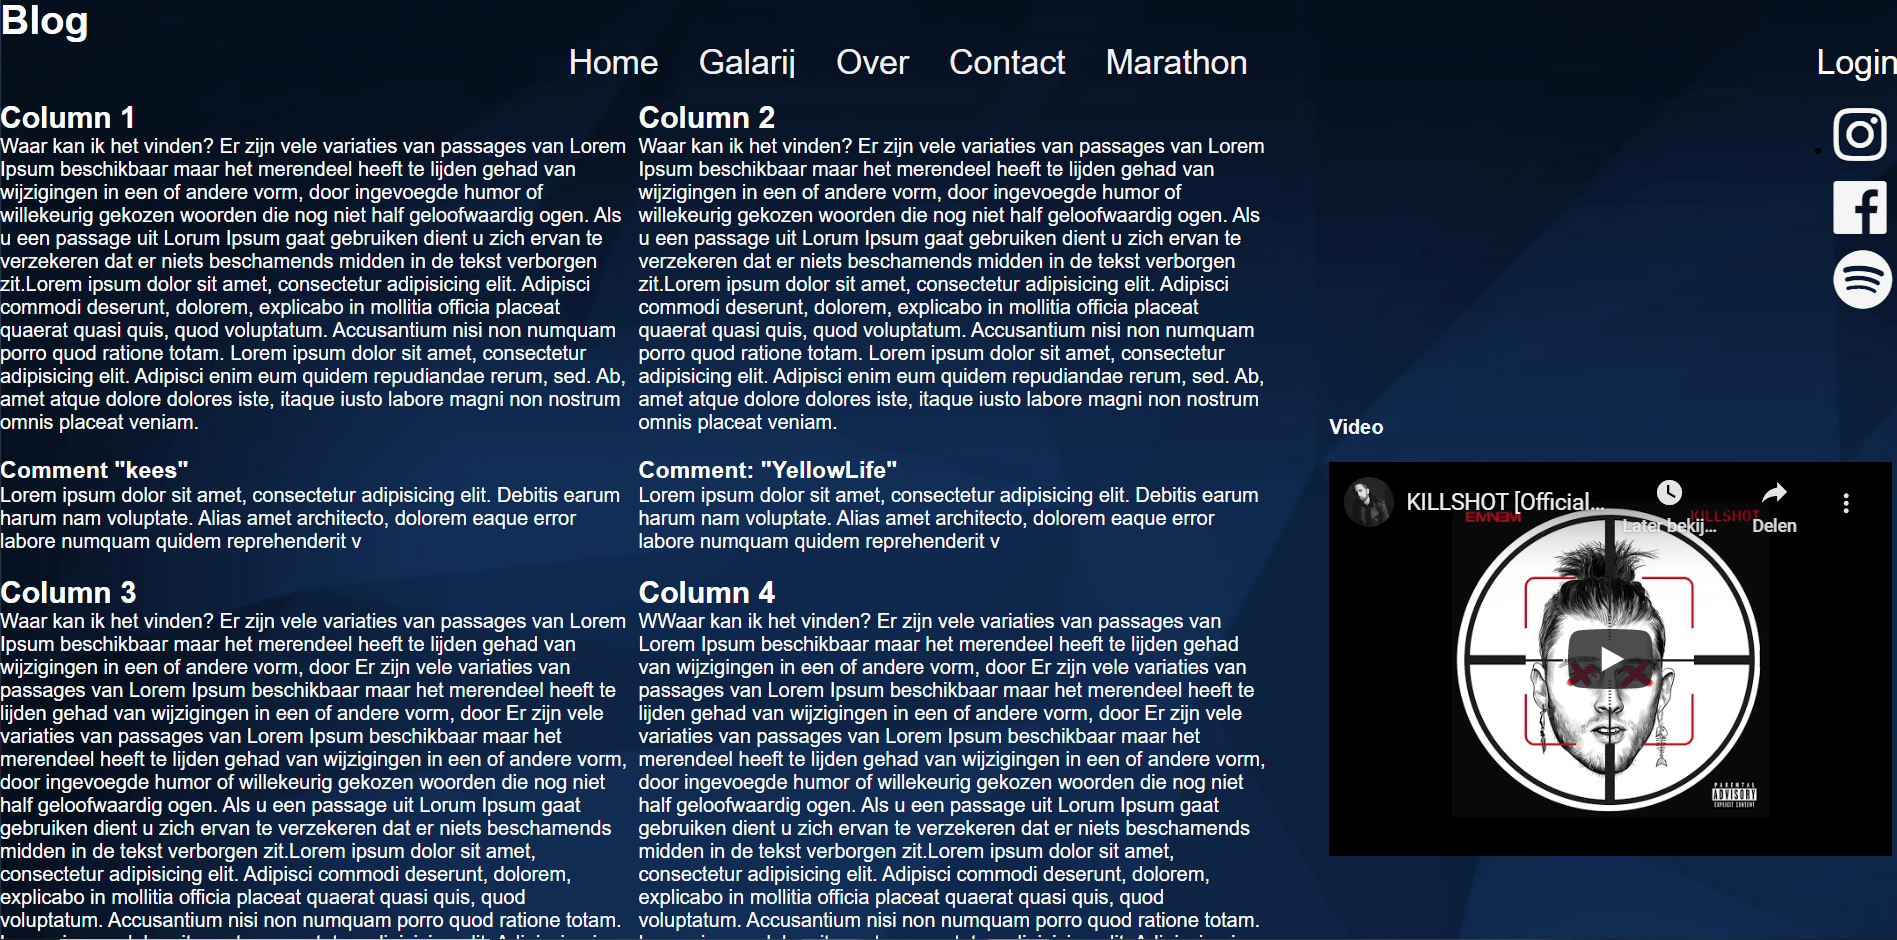 Blog
Home Galarij Over Contact Marathon Login
Column 1
Waar kan ik het vinden? Er zijn vele variaties van passages van Lorem
Ipsum beschikbaar maar het merendeel heeft te lijden gehad van
wijzigingen in een of andere vorm, door ingevoegde humor of
willekeurig gekozen woorden die nog niet half geloofwaardig ogen. Als
u een passage uit Lorum Ipsum gaat gebruiken dient u zich ervan te
verzekeren dat er niets beschamends midden in de tekst verborgen
zit.Lorem ipsum dolor sit amet, consectetur adipisicing elit. Adipisci
commodi deserunt, dolorem, explicabo in mollitia officia placeat
quaerat quasi quis, quod voluptatum. Accusantium nisi non numquam
porro quod ratione totam. Lorem ipsum dolor sit amet, consectetur
adipisicing elit. Adipisci enim eum quidem repudiandae rerum, sed. Ab,
amet atque dolore dolores iste, itaque iusto labore magni non nostrum
omnis placeat veniam.
Comment "kees"
Lorem ipsum dolor sit amet, consectetur adipisicing elit. Debitis earum
harum nam voluptate. Alias amet architecto, dolorem eaque error
labore numquam quidem reprehenderit v
Column 2
Waar kan ik het vinden? Er zijn vele variaties van passages van Lorem
Ipsum beschikbaar maar het merendeel heeft te lijden gehad van
wijzigingen in een of andere vorm, door ingevoegde humor of
willekeurig gekozen woorden die nog niet half geloofwaardig ogen. Als
u een passage uit Lorum Ipsum gaat gebruiken dient u zich ervan te
verzekeren dat er niets beschamends midden in de tekst verborgen
zit.Lorem ipsum dolor sit amet, consectetur adipisicing elit. Adipisci
commodi deserunt, dolorem, explicabo in mollitia officia placeat
quaerat quasi quis, quod voluptatum. Accusantium nisi non numquam
porro quod ratione totam. Lorem ipsum dolor sit amet, consectetur
adipisicing elit. Adipisci enim eum quidem repudiandae rerum, sed. Ab,
amet atque dolore dolores iste, itaque iusto labore magni non nostrum
omnis placeat veniam.
Comment: "YellowLife"
Lorem ipsum dolor sit amet, consectetur adipisicing elit. Debitis earum
harum nam voluptate. Alias amet architecto, dolorem eaque error
labore numquam quidem reprehenderit v
Column 3
Waar kan ik het vinden? Er zijn vele variaties van passages van Lorem
Ipsum beschikbaar maar het merendeel heeft te lijden gehad van
wijzigingen in een of andere vorm, door Er zijn vele variaties van
passages van Lorem Ipsum beschikbaar maar het merendeel heeft te
lijden gehad van wijzigingen in een of andere vorm, door Er zijn vele
variaties van passages van Lorem Ipsum beschikbaar maar het
merendeel heeft te lijden gehad van wijzigingen in een of andere vorm,
door ingevoegde humor of willekeurig gekozen woorden die nog niet
half geloofwaardig ogen. Als u een passage uit Lorum Ipsum gaat
gebruiken dient u zich ervan te verzekeren dat er niets beschamends
midden in de tekst verborgen zit.Lorem ipsum dolor sit amet,
consectetur adipisicing elit. Adipisci commodi deserunt, dolorem,
explicabo in mollitia officia placeat quaerat quasi quis, quod
voluptatum. Accusantium nisi non numquam porro quod ratione totam.
Column 4
WWaar kan ik het vinden? Er zijn vele variaties van passages van
Lorem Ipsum beschikbaar maar het merendeel heeft te lijden gehad
van wijzigingen in een of andere vorm, door Er zijn vele variaties van
passages van Lorem Ipsum beschikbaar maar het merendeel heeft te
lijden gehad van wijzigingen in een of andere vorm, door Er zijn vele
variaties van passages van Lorem Ipsum beschikbaar maar het
merendeel heeft te lijden gehad van wijzigingen in een of andere vorm,
door ingevoegde humor of willekeurig gekozen woorden die nog niet
half geloofwaardig ogen. Als u een passage uit Lorum Ipsum gaat
gebruiken dient u zich ervan te verzekeren dat er niets beschamends
midden in de tekst verborgen zit.Lorem ipsum dolor sit amet,
consectetur adipisicing elit. Adipisci commodi deserunt, dolorem,
explicabo in mollitia officia placeat quaerat quasi quis, quod
voluptatum. Accusantium nisi non numquam porro quod ratione totam.
Video
KILLSHOT [Official...
Later bekij... Delen
EMINEM KILLSHOT
PARENTAL
ADVISORY
EXPLICIT CONTENT